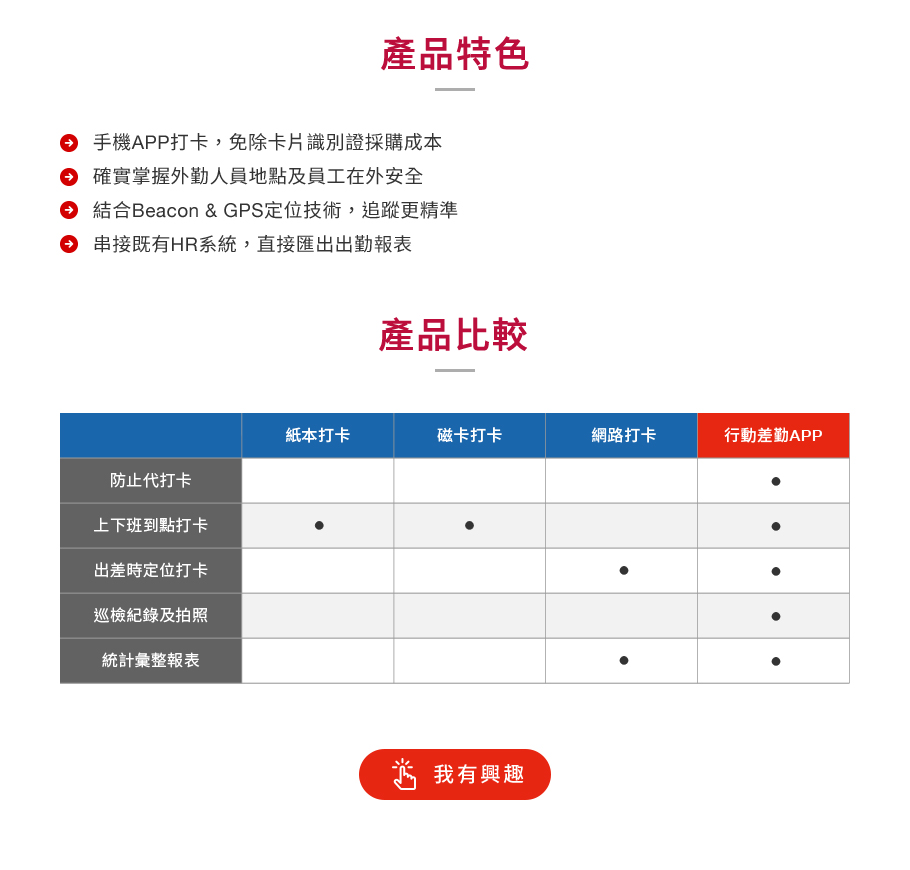 產品特色
手機APP打卡，免除卡片識別證採購成本
確實掌握外勤人員地點及員工在外安全
結合Beacon & GPS定位技術，追蹤更精準
串接既有HR系統，直接匯出出勤報表
產品比較
紙本打卡 磁卡打卡 網路打卡 行動差勤APP
防止代打卡 ●
上下班到點打卡 ● ● ●
出差時定位打卡 ● ●
巡檢紀錄及拍照 ●
統計彙整報表 ● ●
我有興趣